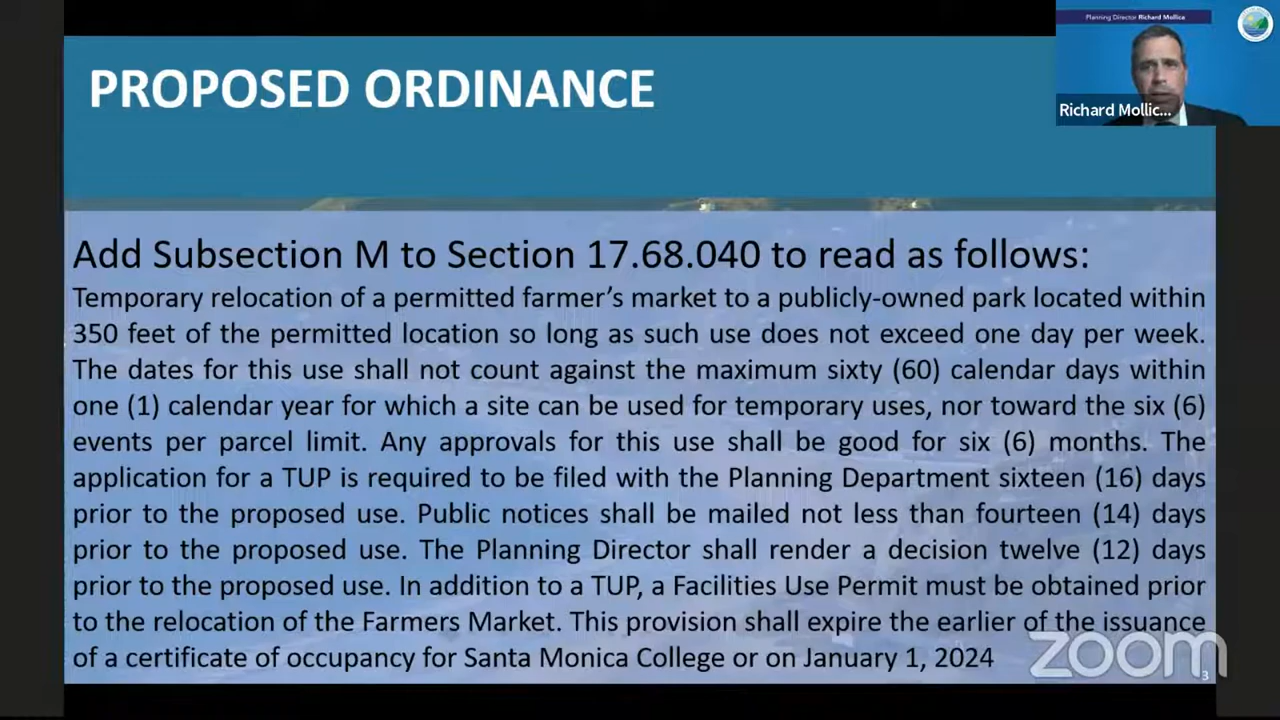 Planning Director Richard Mollica
Richard Mollic...
PROPOSED ORDINANCE
Add Subsection M to Section 17.68.040 to read as follows:
Temporary relocation of a permitted farmer’s market to a publicly-owned park located within
350 feet of the permitted location so long as such use does not exceed one day per week.
The dates for this use shall not count against the maximum sixty (60) calendar days within
one (1) calendar year for which a site can be used for temporary uses, nor toward the six (6)
events per parcel limit. Any approvals for this use shall be good for six (6) months. The
application for a TUP is required to be filed with the Planning Department sixteen (16) days
prior to the proposed use. Public notices shall be mailed not less than fourteen (14) days
prior to the proposed use. The Planning Director shall render a decision twelve (12) days
prior to the proposed use. In addition to a TUP, a Facilities Use Permit must be obtained prior
to the relocation of the Farmers Market. This provision shall expire the earlier of the issuance
of a certificate of occupancy for Santa Monica College or on January 1, 2024
zoom
3